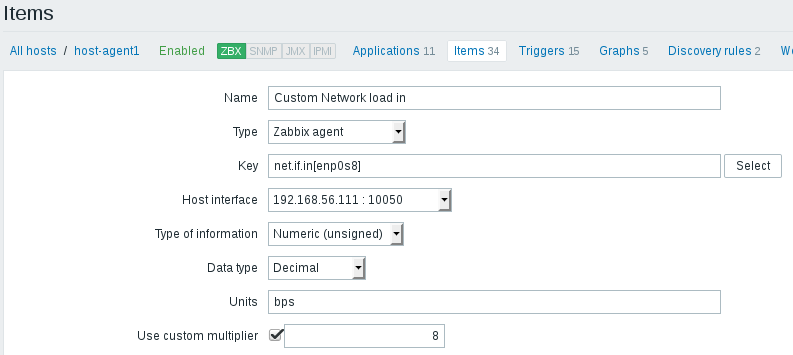 Items
All hosts / host-agent1 Enabled ZBX SNMP JMX IPMI Applications 11 Items 34 Triggers 15 Graphs 5 Discovery rules 2
Name Custom Network load in
Type Zabbix agent
Key net.if.in[enp0s8] Select
Host interface 192.168.56.111 : 10050
Type of information Numeric (unsigned)
Data type Decimal
Units bps
Use custom multiplier 8